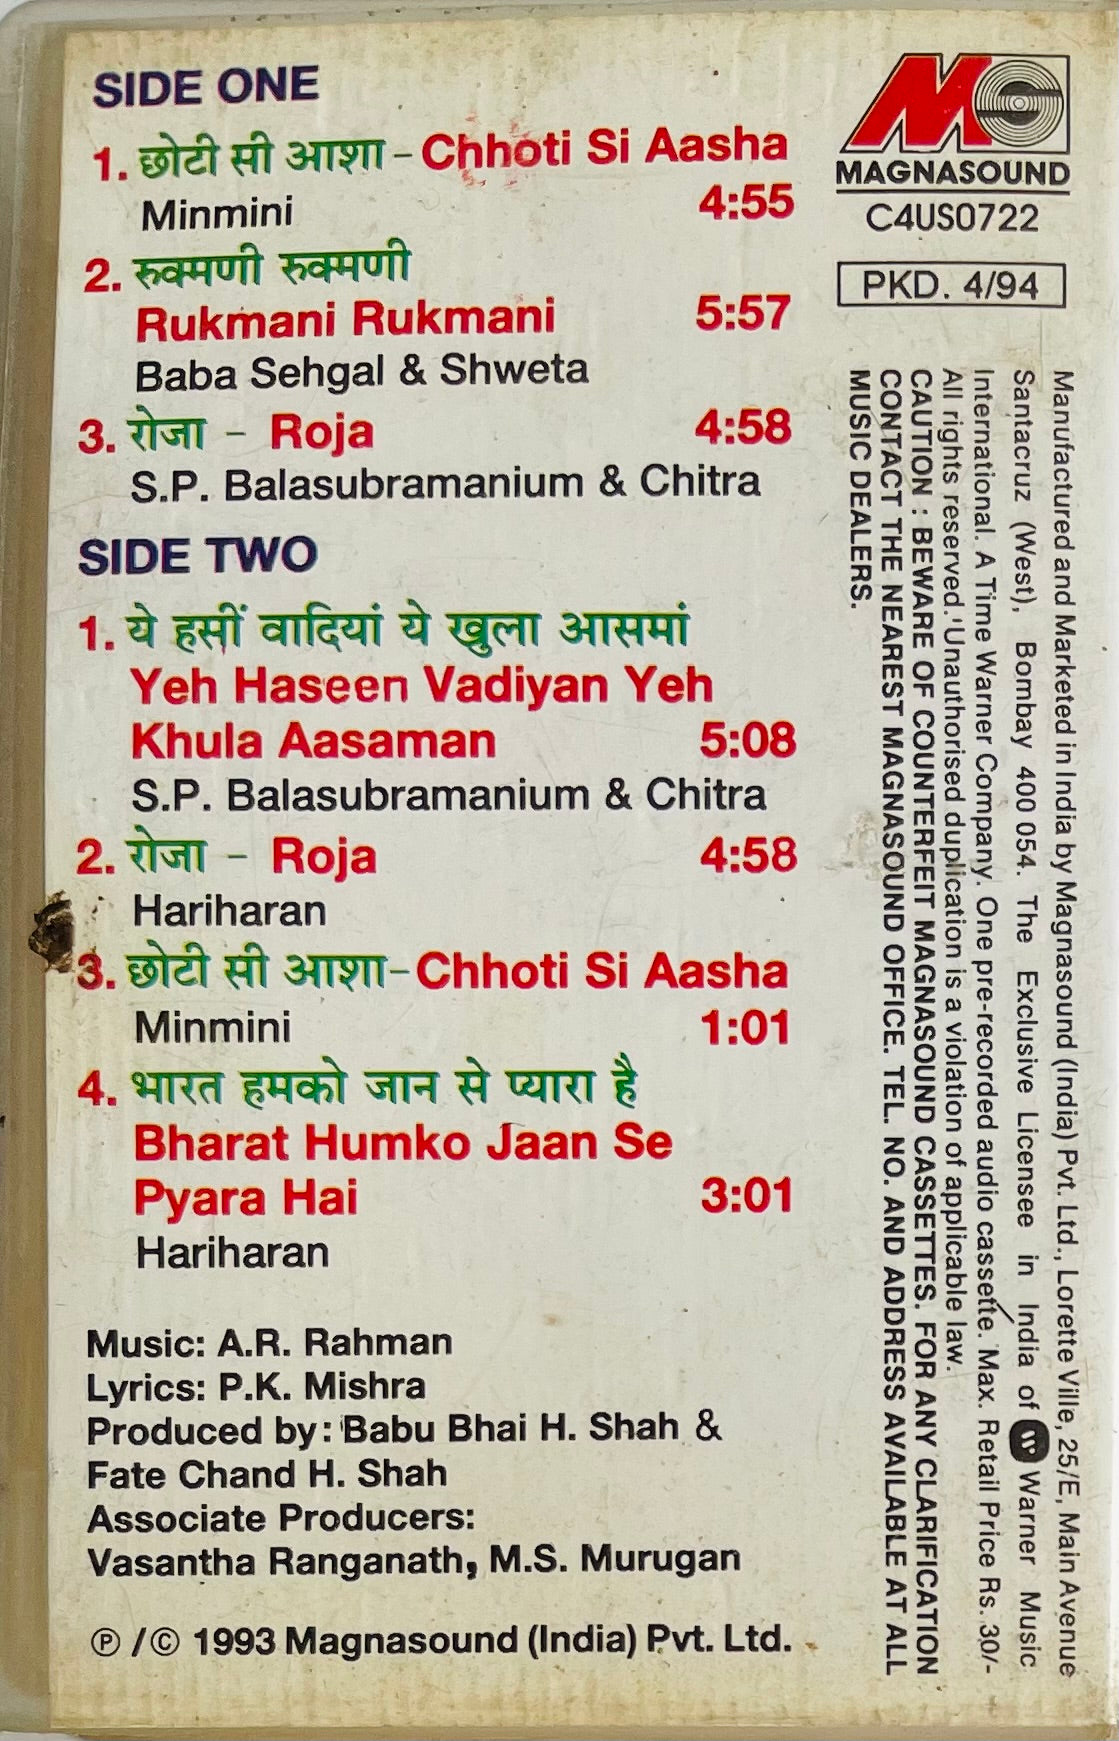 SIDE ONE
1. छोटी सी आशा – Chhoti Si Aasha
Minmini 4:55
2. रुक्मणी रुक्मणी
Rukmani Rukmani 5:57
Baba Sehgal & Shweta
3. रोजा – Roja 4:58
S.P. Balasubramanium & Chitra
SIDE TWO
1. ये हसीं वादियां ये खुला आसमां
Yeh Haseen Vadiyan Yeh
Khula Aasaman 5:08
S.P. Balasubramanium & Chitra
2. रोजा – Roja 4:58
Hariharan
3. छोटी सी आशा – Chhoti Si Aasha
Minmini 1:01
4. भारत हमको जान से प्यारा है
Bharat Humko Jaan Se
Pyara Hai 3:01
Hariharan
Music: A.R. Rahman
Lyrics: P.K. Mishra
Produced by: Babu Bhai H. Shah &
Fate Chand H. Shah
Associate Producers:
Vasantha Ranganath, M.S. Murugan
℗ / © 1993 Magnasound (India) Pvt. Ltd.
MAGNASOUND
C4US0722
PKD. 4/94
Manufactured and Marketed in India by Magnasound (India) Pvt. Ltd., Lorette Ville, 25/E, Main Avenue
Santacruz (West), Bombay 400 054. The Exclusive Licensee in India of Warner Music
International. A Time Warner Company. One pre-recorded audio cassette. Max. Retail Price Rs. 30/-
All rights reserved. Unauthorised duplication is a violation of applicable law.
CAUTION : BEWARE OF COUNTERFEIT MAGNASOUND CASSETTES. FOR ANY CLARIFICATION
CONTACT THE NEAREST MAGNASOUND OFFICE. TEL. NO. AND ADDRESS AVAILABLE AT ALL
MUSIC DEALERS.